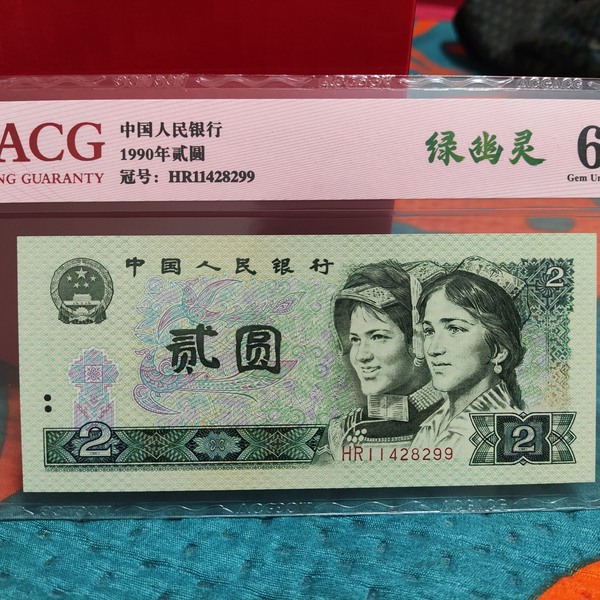 ACG
NG GUARANTY
中国人民银行
1990年贰圆
冠号：HR11428299
绿幽灵
6
Gem Un
中国人民银行
2
贰圆
2
2
HR11428299